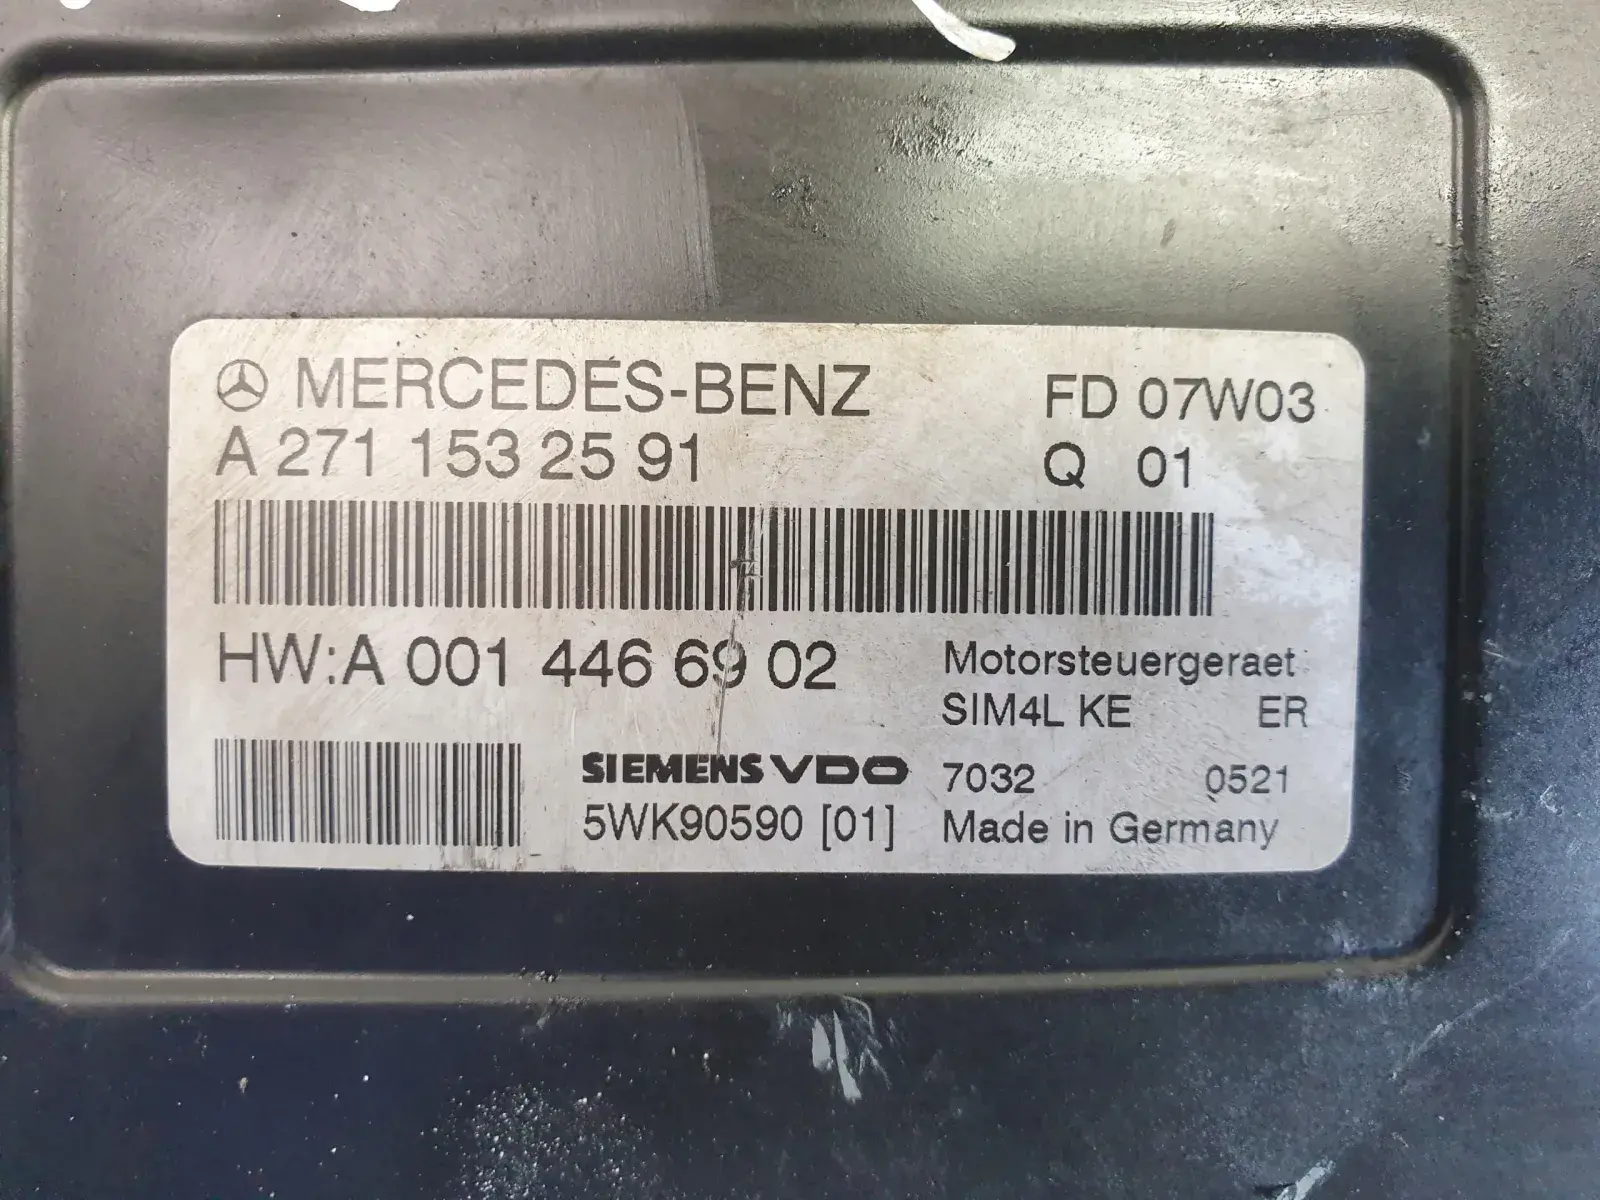 MERCEDES-BENZ FD 07W03
A 271 153 25 91 Q 01
HW:A 001 446 69 02 Motorsteuergeraet
SIM4L KE ER
SIEMENS VDO 7032 0521
5WK90590 [01] Made in Germany